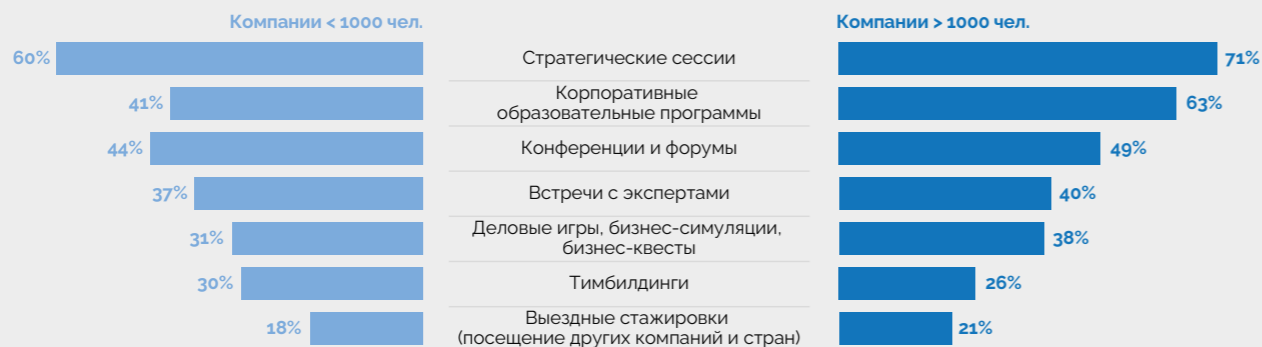 Компании < 1000 чел.
Компании > 1000 чел.
60%
Стратегические сессии
71%
41%
Корпоративные
образовательные программы
63%
44%
Конференции и форумы
49%
37%
Встречи с экспертами
40%
31%
Деловые игры, бизнес-симуляции,
бизнес-квесты
38%
30%
Тимбилдинги
26%
18%
Выездные стажировки
(посещение других компаний и стран)
21%